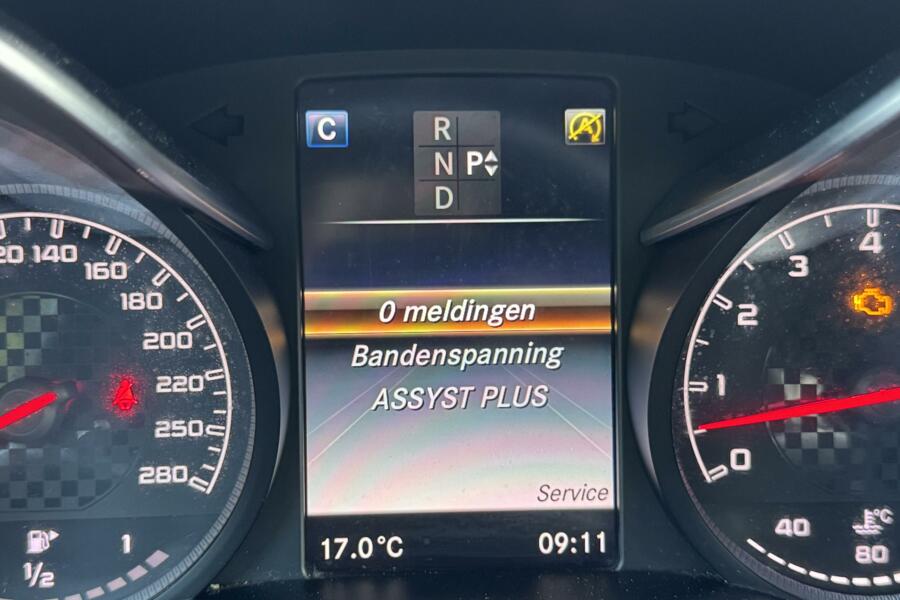 C
R
N P
D
0 meldingen
Bandenspanning
ASSYST PLUS
Service
17.0°C
09:11
20 140
160
180
200
220
250
280
1/2
1
4
3
2
1
0
°C
40
80